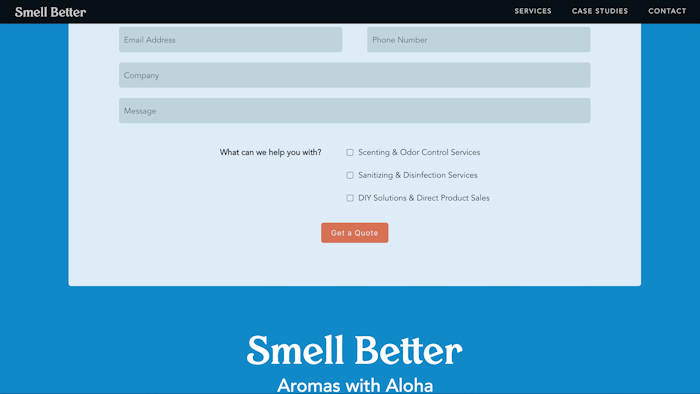 Smell Better SERVICES CASE STUDIES CONTACT
Email Address Phone Number
Company
Message
What can we help you with? Scenting & Odor Control Services
Sanitizing & Disinfection Services
DIY Solutions & Direct Product Sales
Get a Quote
Smell Better
Aromas with Aloha